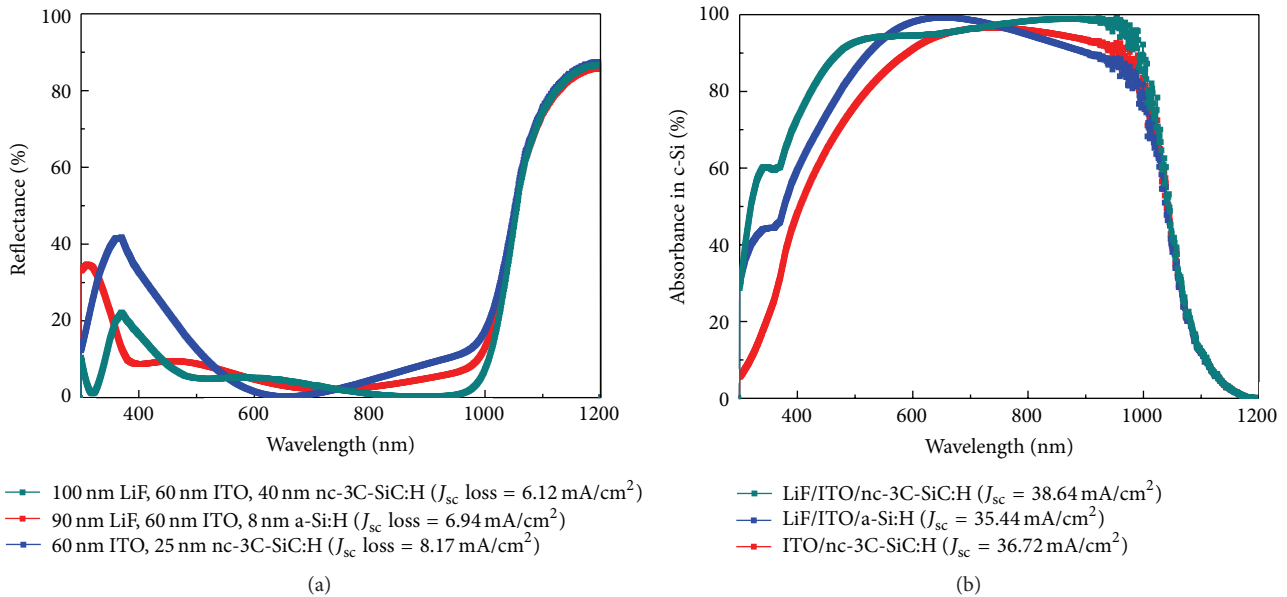 100
80
60
40
20
0
Reflectance (%)
400
600
800
1000
1200
Wavelength (nm)
100 nm LiF, 60 nm ITO, 40 nm nc-3C-SiC:H (Jsc loss = 6.12 mA/cm²)
90 nm LiF, 60 nm ITO, 8 nm a-Si:H (Jsc loss = 6.94 mA/cm²)
60 nm ITO, 25 nm nc-3C-SiC:H (Jsc loss = 8.17 mA/cm²)
(a)
100
80
60
40
20
0
Absorbance in c-Si (%)
400
600
800
1000
1200
Wavelength (nm)
LiF/ITO/nc-3C-SiC:H (Jsc = 38.64 mA/cm²)
LiF/ITO/a-Si:H (Jsc = 35.44 mA/cm²)
ITO/nc-3C-SiC:H (Jsc = 36.72 mA/cm²)
(b)